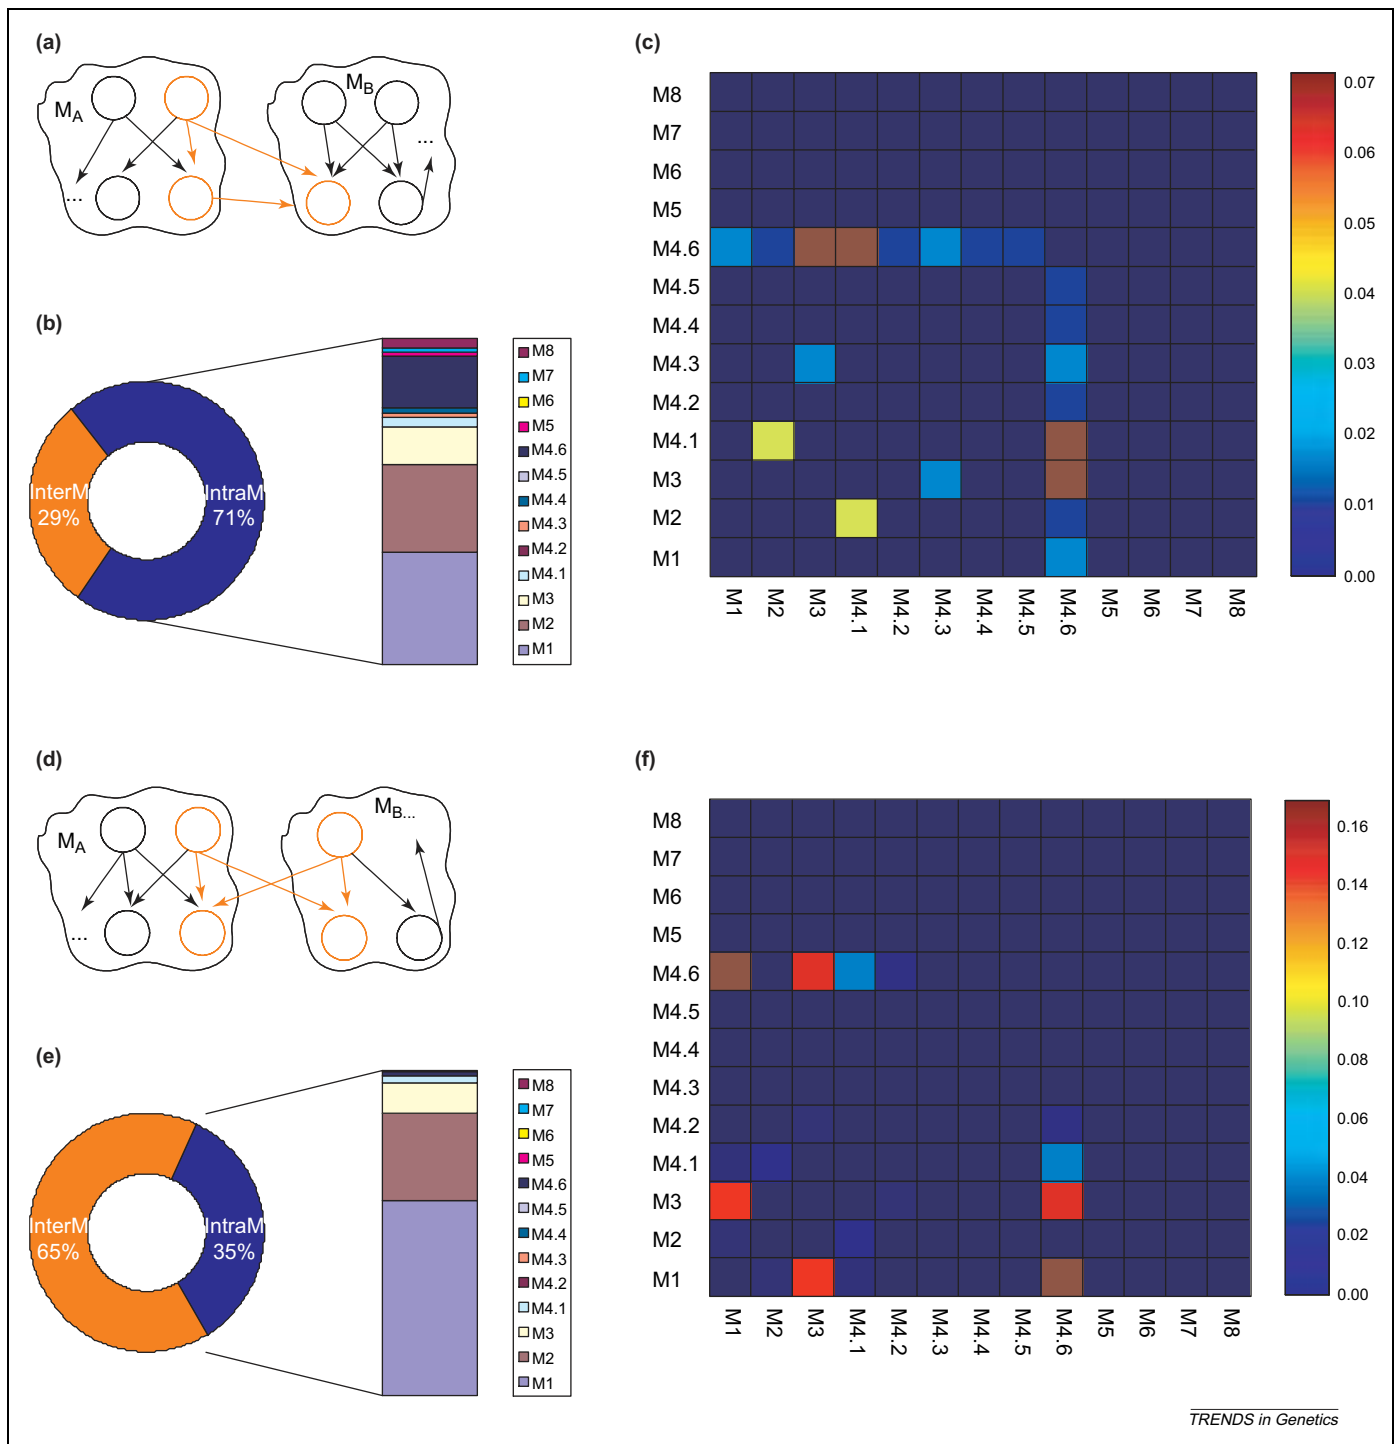 (a)
M_A
M_B
...
...
(b)
InterM
29%
IntraM
71%
M8
M7
M6
M5
M4.6
M4.5
M4.4
M4.3
M4.2
M4.1
M3
M2
M1
(c)
M8
M7
M6
M5
M4.6
M4.5
M4.4
M4.3
M4.2
M4.1
M3
M2
M1
M1 M2 M3 M4.1 M4.2 M4.3 M4.4 M4.5 M4.6 M5 M6 M7 M8
0.07
0.06
0.05
0.04
0.03
0.02
0.01
0.00
(d)
M_A
M_B...
...
(e)
InterM
65%
IntraM
35%
M8
M7
M6
M5
M4.6
M4.5
M4.4
M4.3
M4.2
M4.1
M3
M2
M1
(f)
M8
M7
M6
M5
M4.6
M4.5
M4.4
M4.3
M4.2
M4.1
M3
M2
M1
M1 M2 M3 M4.1 M4.2 M4.3 M4.4 M4.5 M4.6 M5 M6 M7 M8
0.16
0.14
0.12
0.10
0.08
0.06
0.04
0.02
0.00
TRENDS in Genetics